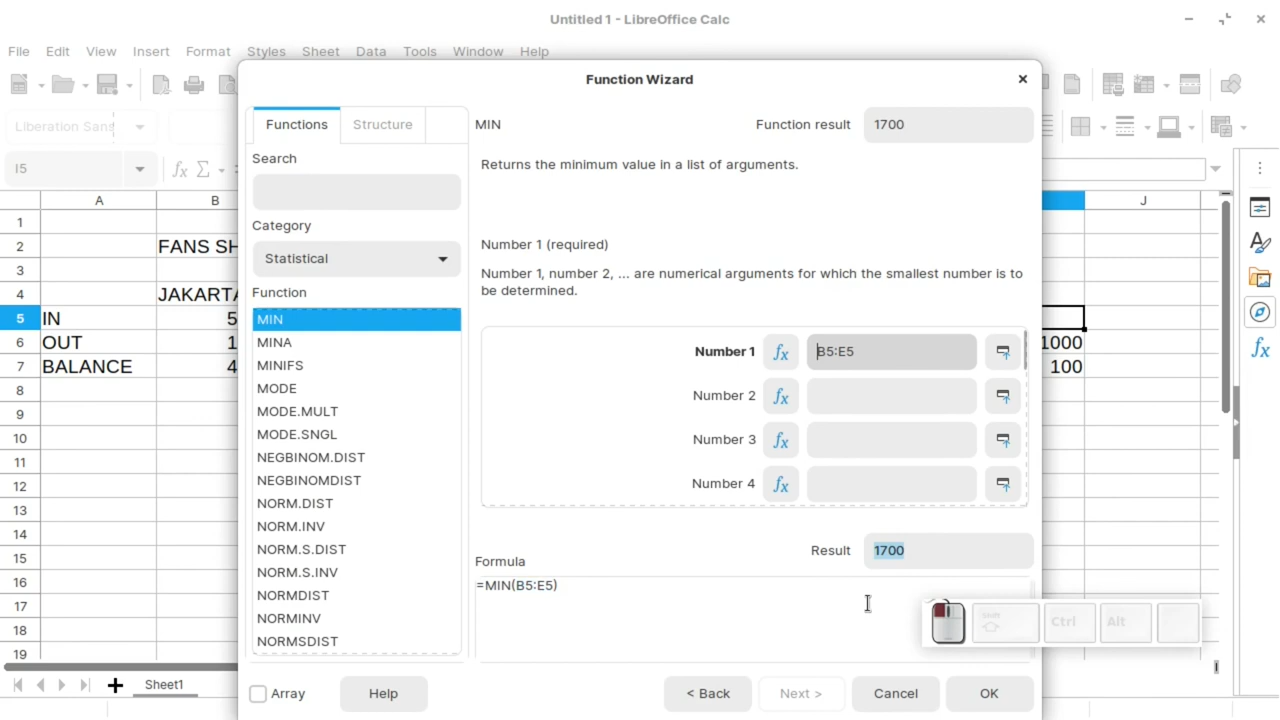 Untitled 1 - LibreOffice Calc
File Edit View Insert Format Styles Sheet Data Tools Window Help
Function Wizard
Liberation Sans
Functions Structure
MIN
Function result 1700
Search
Returns the minimum value in a list of arguments.
I5
Category
Statistical
Number 1 (required)
Number 1, number 2, ... are numerical arguments for which the smallest number is to
be determined.
Function
MIN
MINA
MINIFS
MODE
MODE.MULT
MODE.SNGL
NEGBINOM.DIST
NEGBINOMDIST
NORM.DIST
NORM.INV
NORM.S.DIST
NORM.S.INV
NORMDIST
NORMINV
NORMSDIST
Number 1 fx B5:E5
Number 2 fx
Number 3 fx
Number 4 fx
Result 1700
Formula
=MIN(B5:E5)
Array Help < Back Next > Cancel OK
A B J
1
2 FANS SH
3
4 JAKARTA
5 IN 5
6 OUT 1 1000
7 BALANCE 4 100
8
9
10
11
12
13
14
15
16
17
18
19
Shift Ctrl Alt
Sheet1